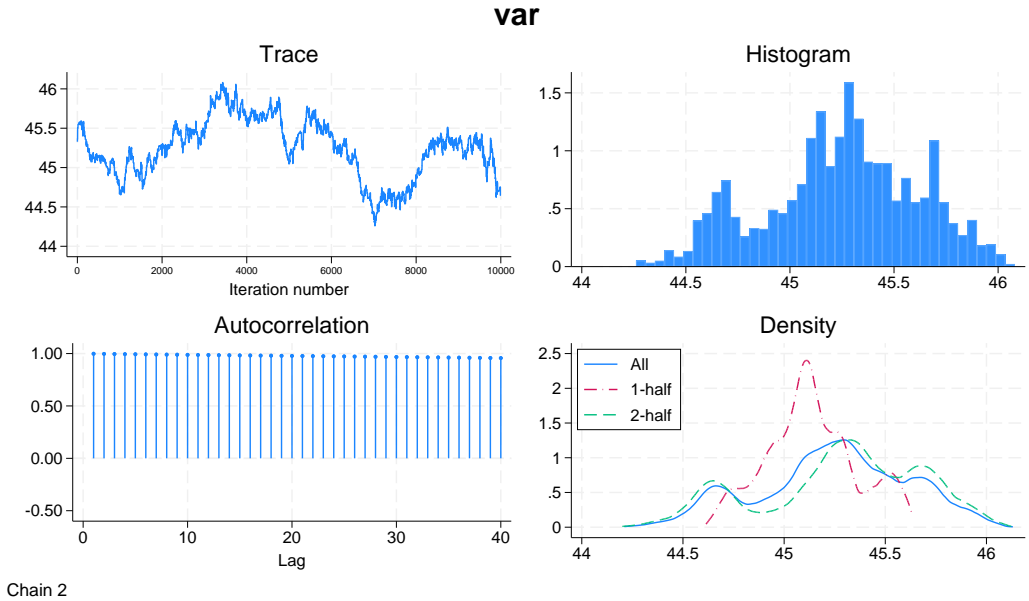 var
Trace
46
45.5
45
44.5
44
0 2000 4000 6000 8000 10000
Iteration number
Histogram
1.5
1
.5
0
44 44.5 45 45.5 46
Autocorrelation
1.00
0.50
0.00
-0.50
0 10 20 30 40
Lag
Density
2.5
2
1.5
1
.5
0
All
1-half
2-half
44 44.5 45 45.5 46
Chain 2